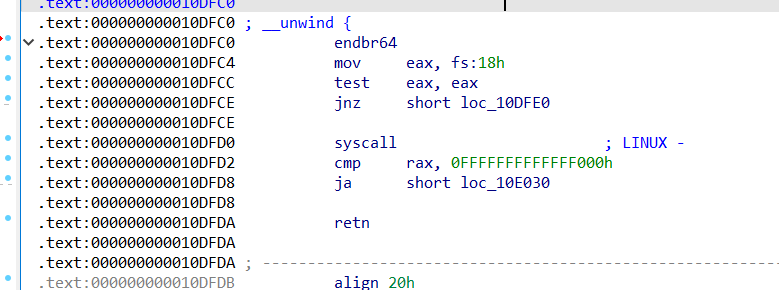 .text:000000000010DFC0
.text:000000000010DFC0 ; __unwind {
.text:000000000010DFC0 endbr64
.text:000000000010DFC4 mov eax, fs:18h
.text:000000000010DFCC test eax, eax
.text:000000000010DFCE jnz short loc_10DFE0
.text:000000000010DFCE
.text:000000000010DFD0 syscall ; LINUX -
.text:000000000010DFD2 cmp rax, 0FFFFFFFFFFFFF000h
.text:000000000010DFD8 ja short loc_10E030
.text:000000000010DFD8
.text:000000000010DFDA retn
.text:000000000010DFDA
.text:000000000010DFDA ; ---------------------------------------------------------------
.text:000000000010DFDB align 20h